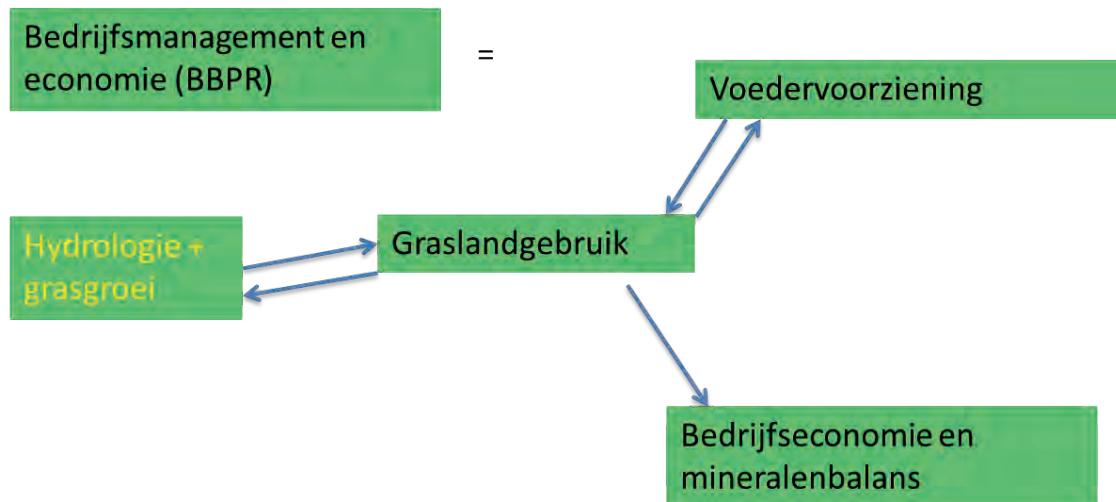 Bedrijfsmanagement en
economie (BBPR)
=
Voedervoorziening
Hydrologie +
grasgroei
Graslandgebruik
Bedrijfseconomie en
mineralenbalans